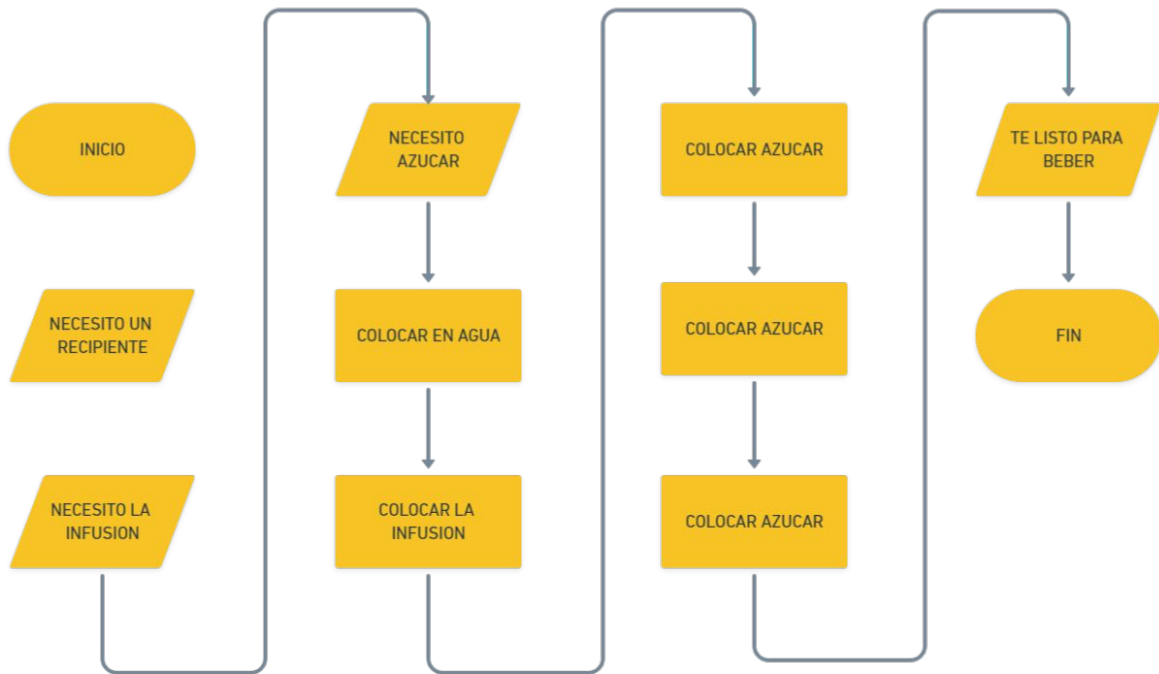 INICIO
NECESITO UN
RECIPIENTE
NECESITO LA
INFUSION
NECESITO
AZUCAR
COLOCAR EN AGUA
COLOCAR LA
INFUSION
COLOCAR AZUCAR
COLOCAR AZUCAR
COLOCAR AZUCAR
TE LISTO PARA
BEBER
FIN